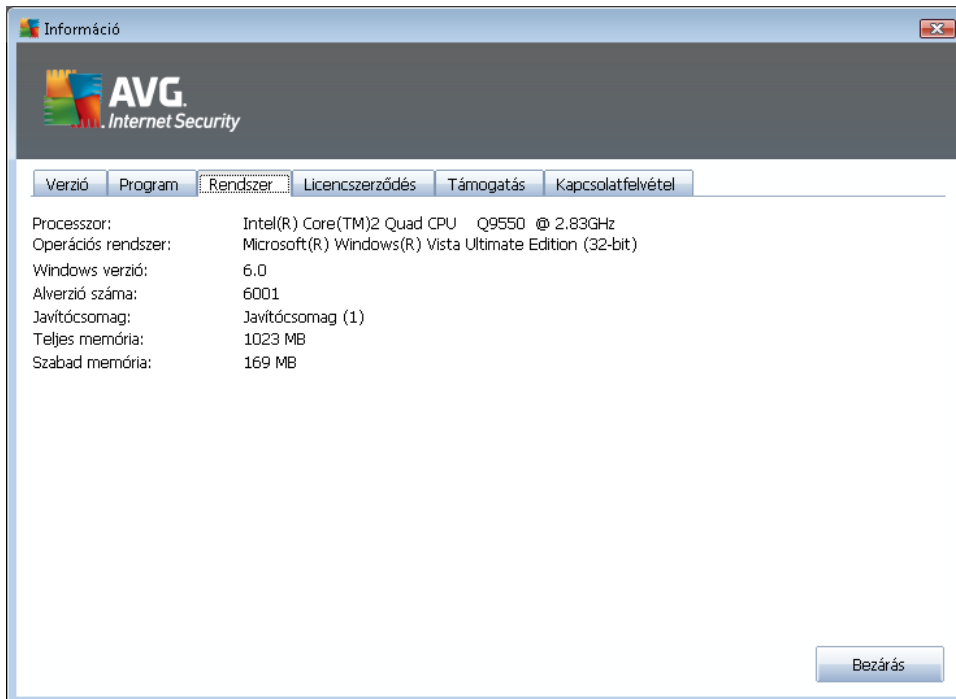 Információ
AVG.
Internet Security
Verzió Program Rendszer Licencszerződés Támogatás Kapcsolatfelvétel
Processzor: Intel(R) Core(TM)2 Quad CPU Q9550 @ 2.83GHz
Operációs rendszer: Microsoft(R) Windows(R) Vista Ultimate Edition (32-bit)
Windows verzió: 6.0
Alverzió száma: 6001
Javítócsomag: Javítócsomag (1)
Teljes memória: 1023 MB
Szabad memória: 169 MB
Bezárás